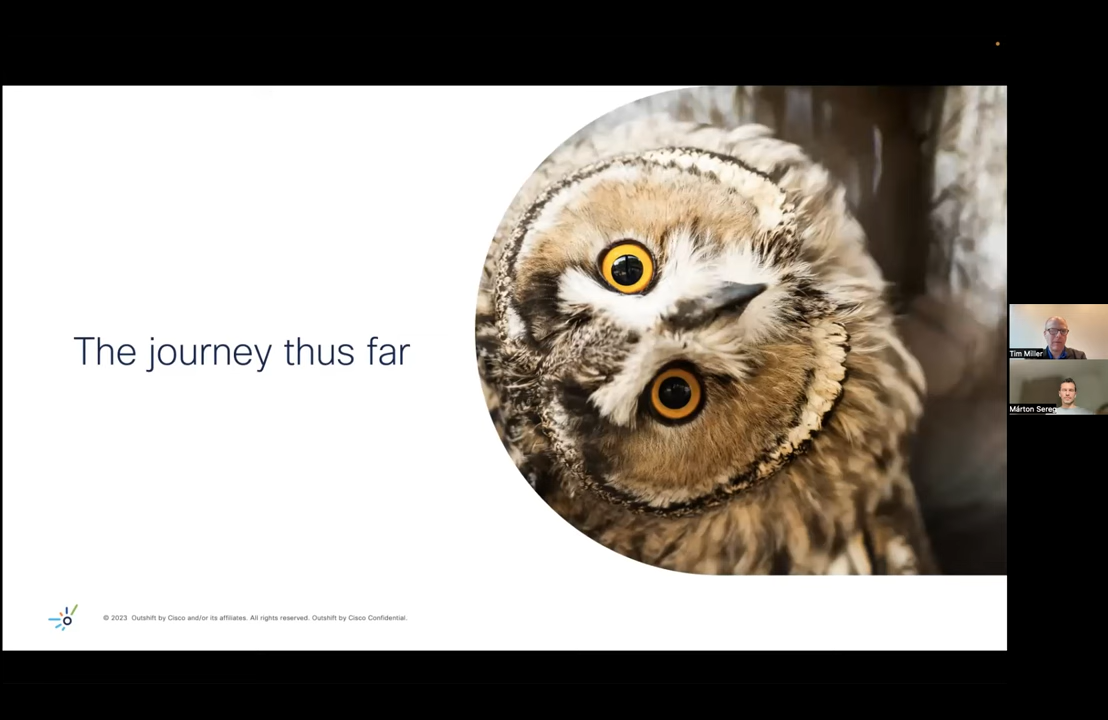 The journey thus far
Tim Miller
Márton Sereg
© 2023 Outshift by Cisco and/or its affiliates. All rights reserved. Outshift by Cisco Confidential.